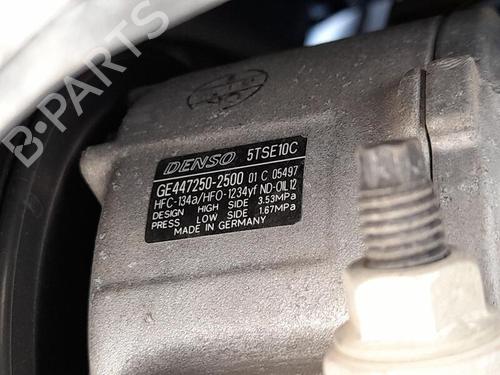 B-PARTS
DENSO 5TSE10C
GE447250-2500 01 C 05497
HFC-134a/HFO-1234yf ND-OIL12
DESIGN HIGH SIDE 3.53MPa
PRESS LOW SIDE 1.67MPa
MADE IN GERMANY